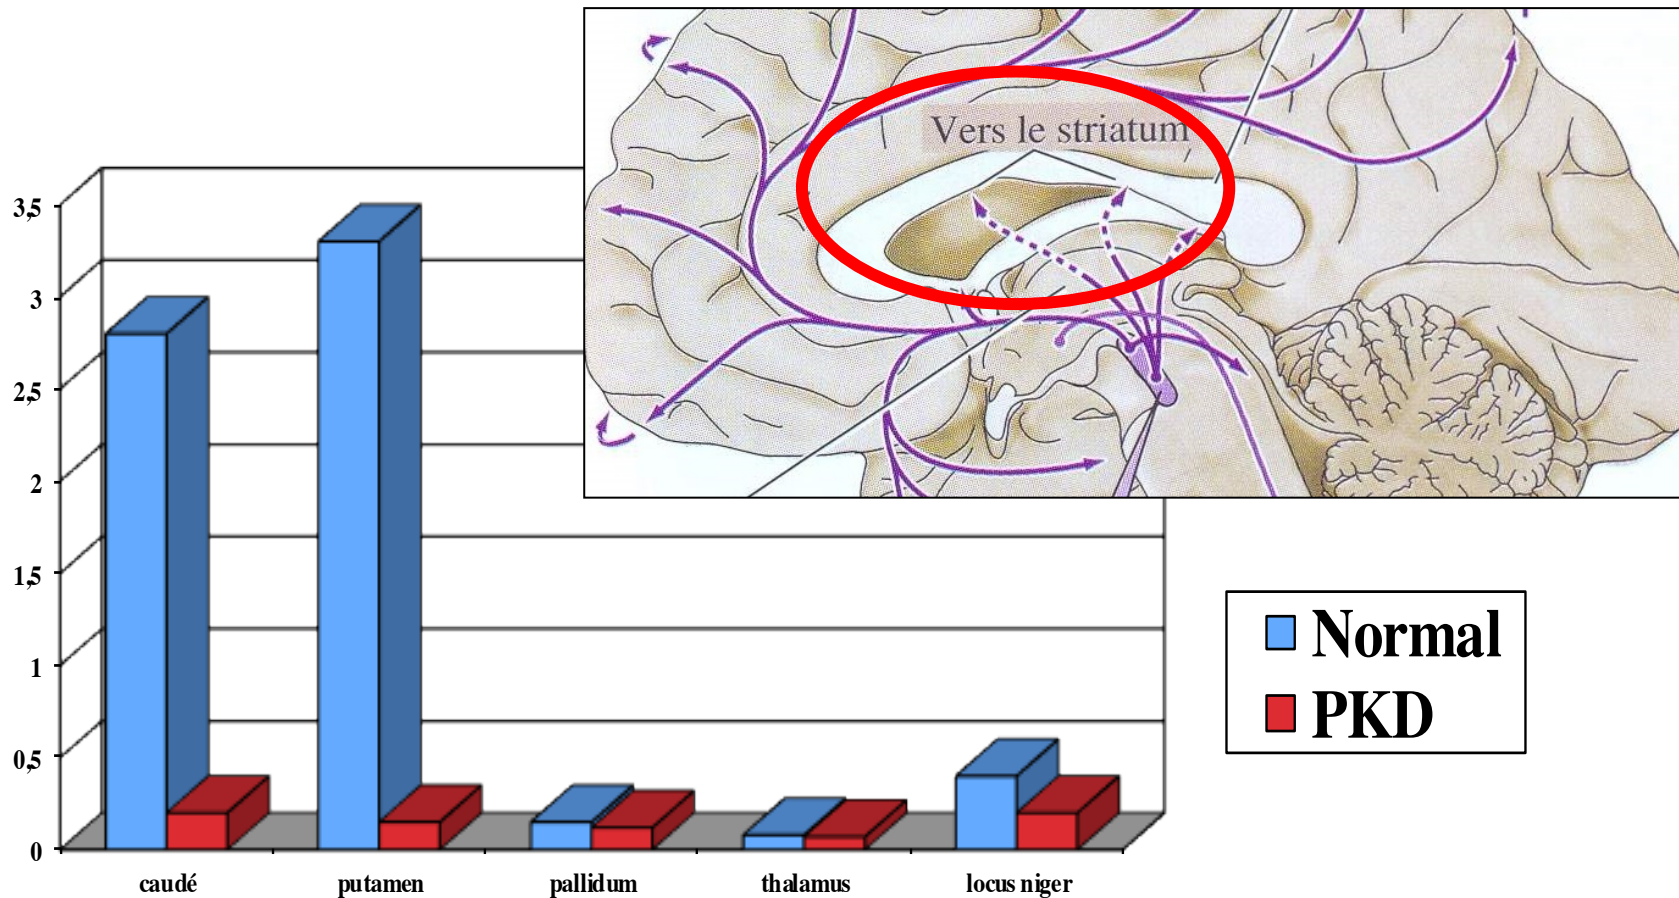 Vers le striatum
3,5
3
2,5
2
1,5
1
0,5
0
caudé
putamen
pallidum
thalamus
locus niger
Normal
PKD